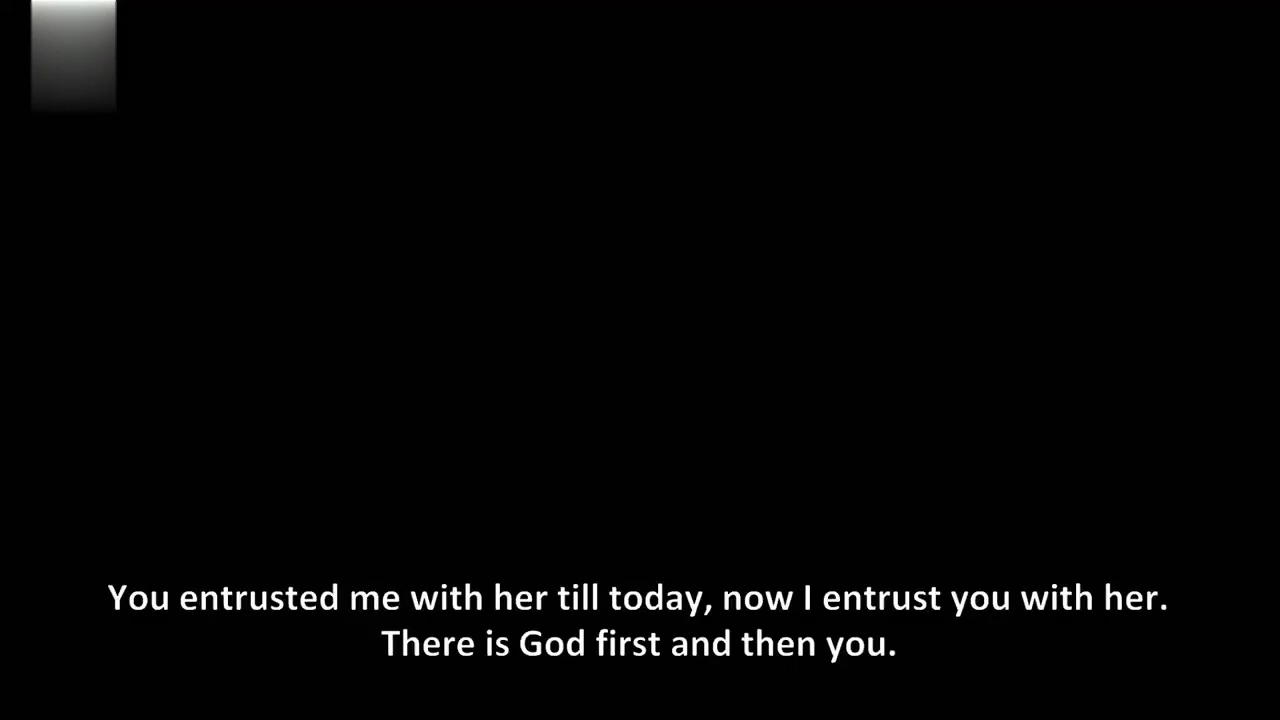 You entrusted me with her till today, now I entrust you with her.
There is God first and then you.